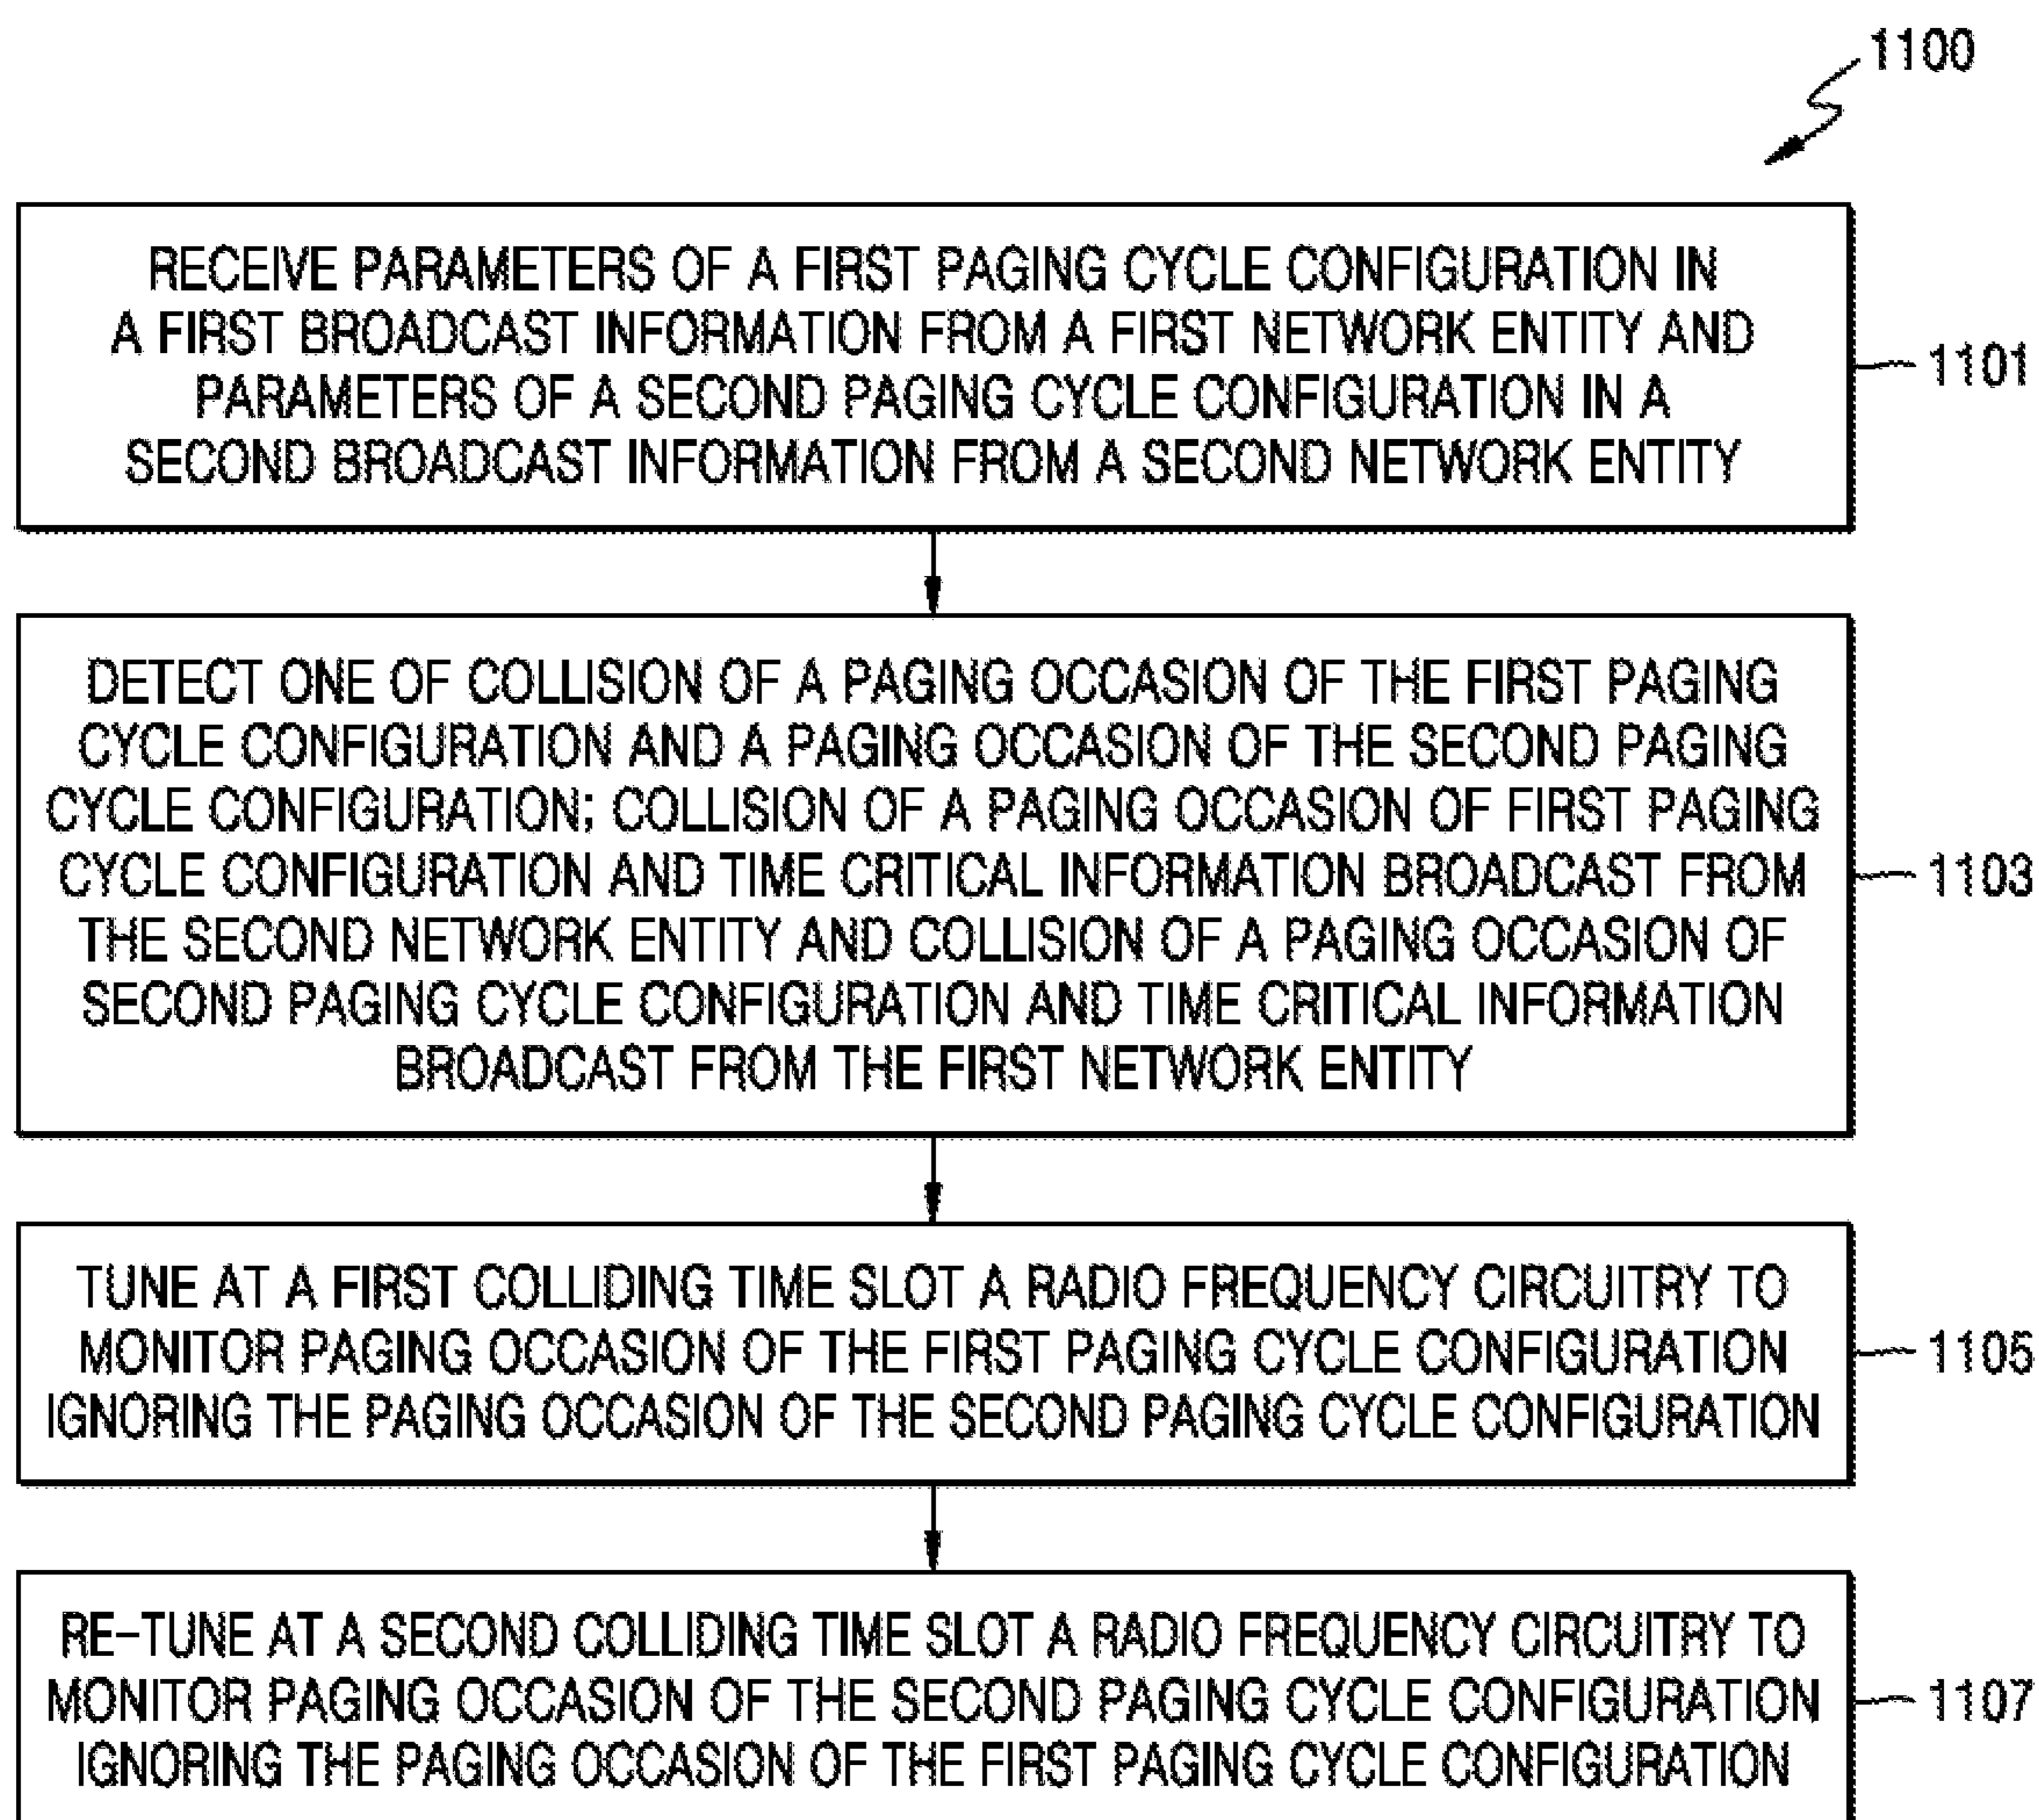 1100
RECEIVE PARAMETERS OF A FIRST PAGING CYCLE CONFIGURATION IN
A FIRST BROADCAST INFORMATION FROM A FIRST NETWORK ENTITY AND
PARAMETERS OF A SECOND PAGING CYCLE CONFIGURATION IN A
SECOND BROADCAST INFORMATION FROM A SECOND NETWORK ENTITY
1101
DETECT ONE OF COLLISION OF A PAGING OCCASION OF THE FIRST PAGING
CYCLE CONFIGURATION AND A PAGING OCCASION OF THE SECOND PAGING
CYCLE CONFIGURATION; COLLISION OF A PAGING OCCASION OF FIRST PAGING
CYCLE CONFIGURATION AND TIME CRITICAL INFORMATION BROADCAST FROM
THE SECOND NETWORK ENTITY AND COLLISION OF A PAGING OCCASION OF
SECOND PAGING CYCLE CONFIGURATION AND TIME CRITICAL INFORMATION
BROADCAST FROM THE FIRST NETWORK ENTITY
1103
TUNE AT A FIRST COLLIDING TIME SLOT A RADIO FREQUENCY CIRCUITRY TO
MONITOR PAGING OCCASION OF THE FIRST PAGING CYCLE CONFIGURATION
IGNORING THE PAGING OCCASION OF THE SECOND PAGING CYCLE CONFIGURATION
1105
RE-TUNE AT A SECOND COLLIDING TIME SLOT A RADIO FREQUENCY CIRCUITRY TO
MONITOR PAGING OCCASION OF THE SECOND PAGING CYCLE CONFIGURATION
IGNORING THE PAGING OCCASION OF THE FIRST PAGING CYCLE CONFIGURATION
1107